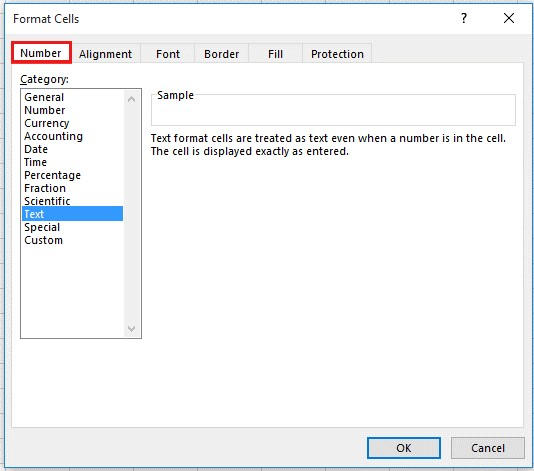 Format Cells
?
Number Alignment Font Border Fill Protection
Category:
General
Number
Currency
Accounting
Date
Time
Percentage
Fraction
Scientific
Text
Special
Custom
Sample
Text format cells are treated as text even when a number is in the cell.
The cell is displayed exactly as entered.
OK Cancel